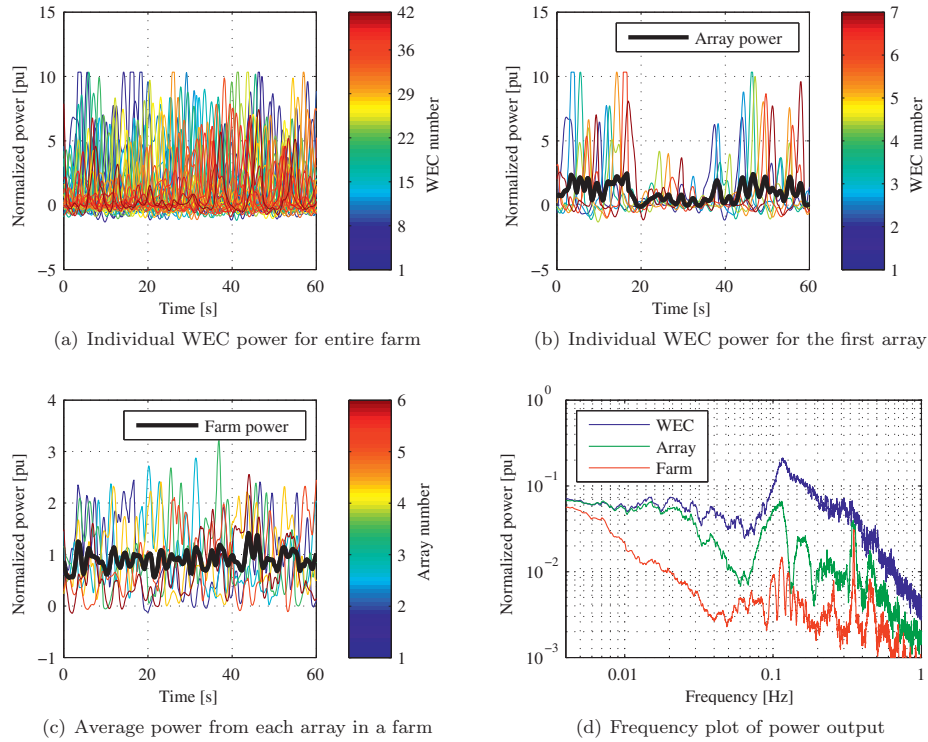 15
10
5
0
−5
Normalized power [pu]
0 20 40 60
Time [s]
42
36
29
22
15
8
1
WEC number
(a) Individual WEC power for entire farm
15
10
5
0
−5
Normalized power [pu]
Array power
0 20 40 60
Time [s]
7
6
5
4
3
2
1
WEC number
(b) Individual WEC power for the first array
4
3
2
1
0
−1
Normalized power [pu]
Farm power
0 20 40 60
Time [s]
6
5
4
3
2
1
Array number
(c) Average power from each array in a farm
10^0
10^−1
10^−2
10^−3
Normalized power [pu]
WEC
Array
Farm
0.01 0.1 1
Frequency [Hz]
(d) Frequency plot of power output